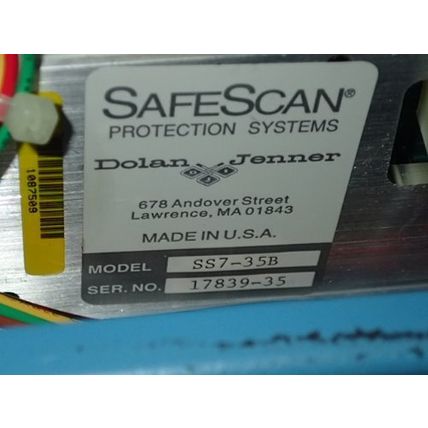 SAFESCAN®
PROTECTION SYSTEMS
Dolan Jenner
678 Andover Street
Lawrence, MA 01843
MADE IN U.S.A.
MODEL SS7-35B
SER. NO. 17839-35
1087509